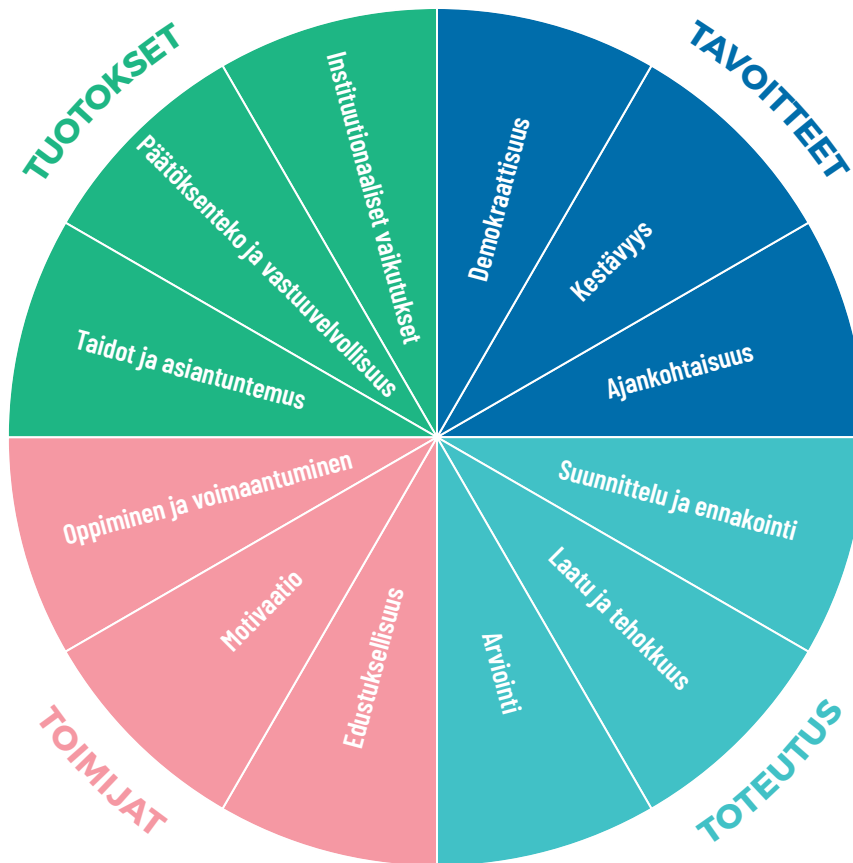 TUOTOKSET
Instituutionaaliset vaikutukset
Päätöksenteko ja vastuuvelvollisuus
Taidot ja asiantuntemus
TAVOITTEET
Demokraattisuus
Kestävyys
Ajankohtaisuus
TOIMIJAT
Oppiminen ja voimaantuminen
Motivaatio
Edustuksellisuus
TOTEUTUS
Suunnittelu ja ennakointi
Laatu ja tehokkuus
Arviointi